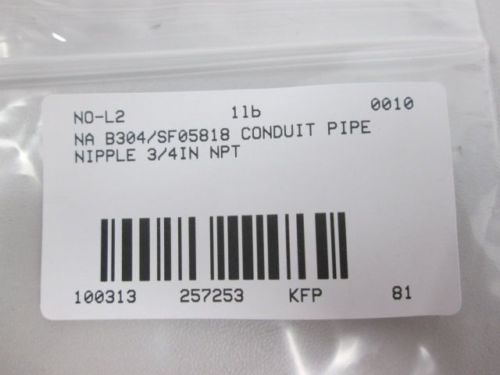 NO-L2 1lb 0010
NA B304/SF05818 CONDUIT PIPE
NIPPLE 3/4IN NPT
100313 257253 KFP 81